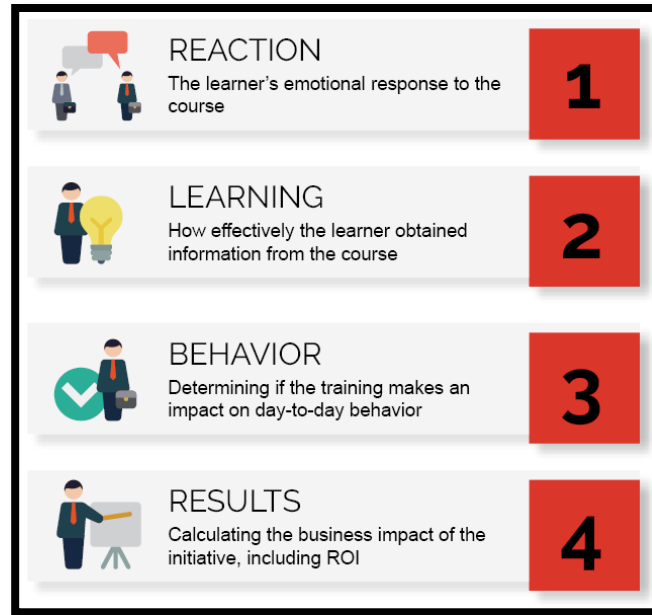 REACTION
The learner’s emotional response to the
course
1
LEARNING
How effectively the learner obtained
information from the course
2
BEHAVIOR
Determining if the training makes an
impact on day-to-day behavior
3
RESULTS
Calculating the business impact of the
initiative, including ROI
4